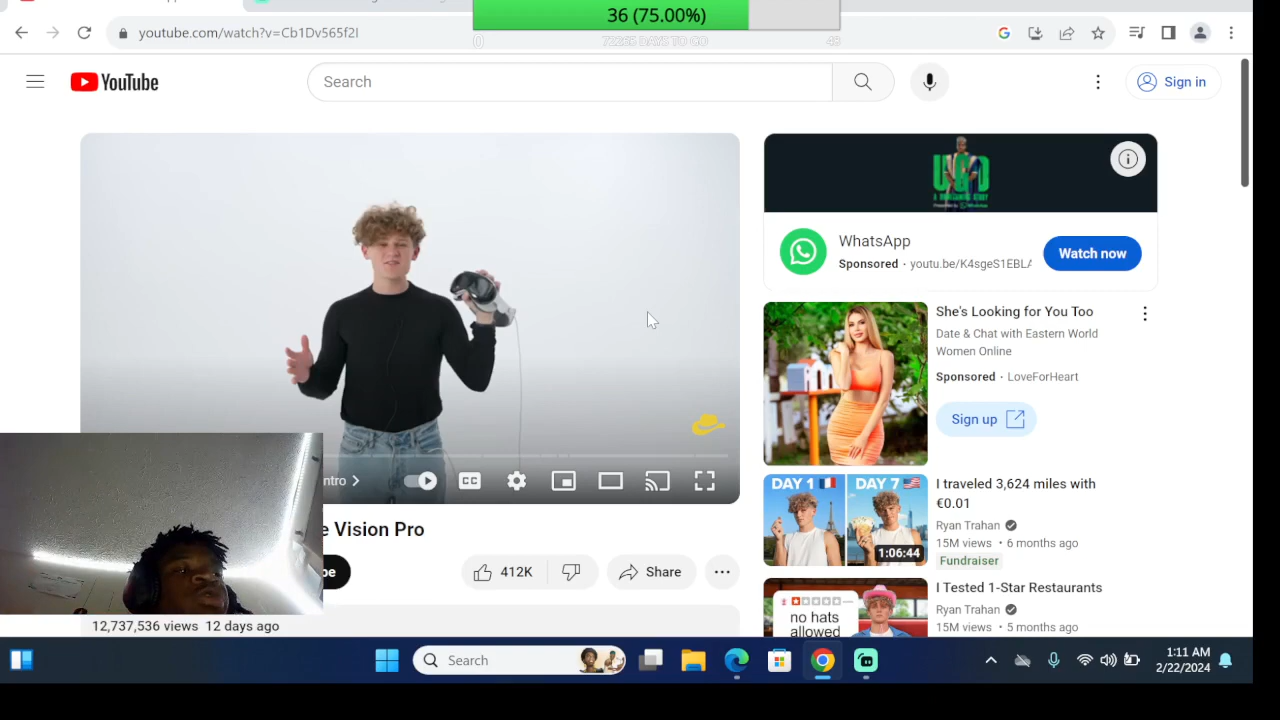 36 (75.00%)
youtube.com/watch?v=Cb1Dv565f2I
YouTube
Search
Sign in
UGO
WhatsApp
Sponsored • youtu.be/K4sgeS1EBLA
Watch now
She's Looking for You Too
Date & Chat with Eastern World
Women Online
Sponsored • LoveForHeart
Sign up
CC
e Vision Pro
be
412K
Share
12,737,536 views 12 days ago
DAY 1 DAY 7
1:06:44
I traveled 3,624 miles with
€0.01
Ryan Trahan
15M views • 6 months ago
Fundraiser
no hats
allowed
I Tested 1-Star Restaurants
Ryan Trahan
15M views • 5 months ago
Search
1:11 AM
2/22/2024